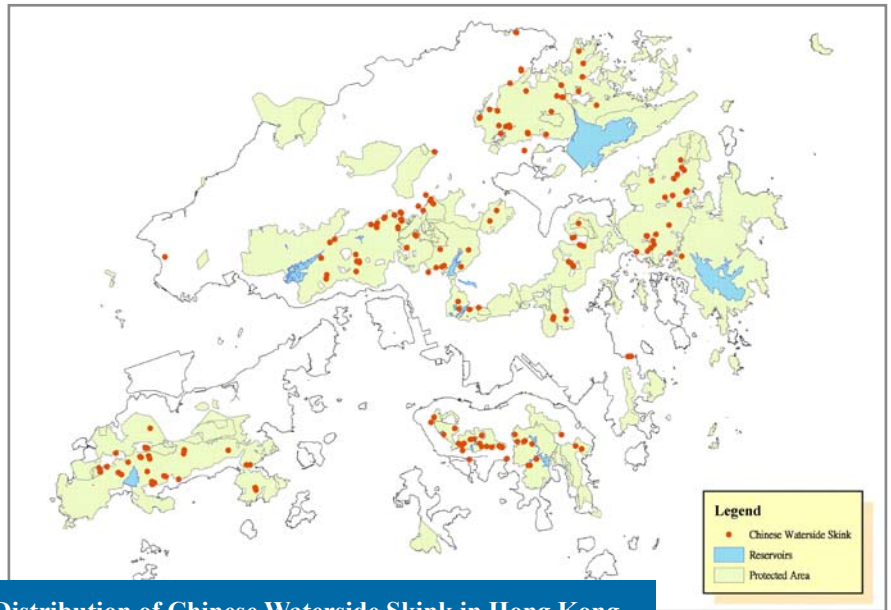 Legend
Chinese Waterside Skink
Reservoirs
Protected Area
Distribution of Chinese Waterside Skink in Hong Kong